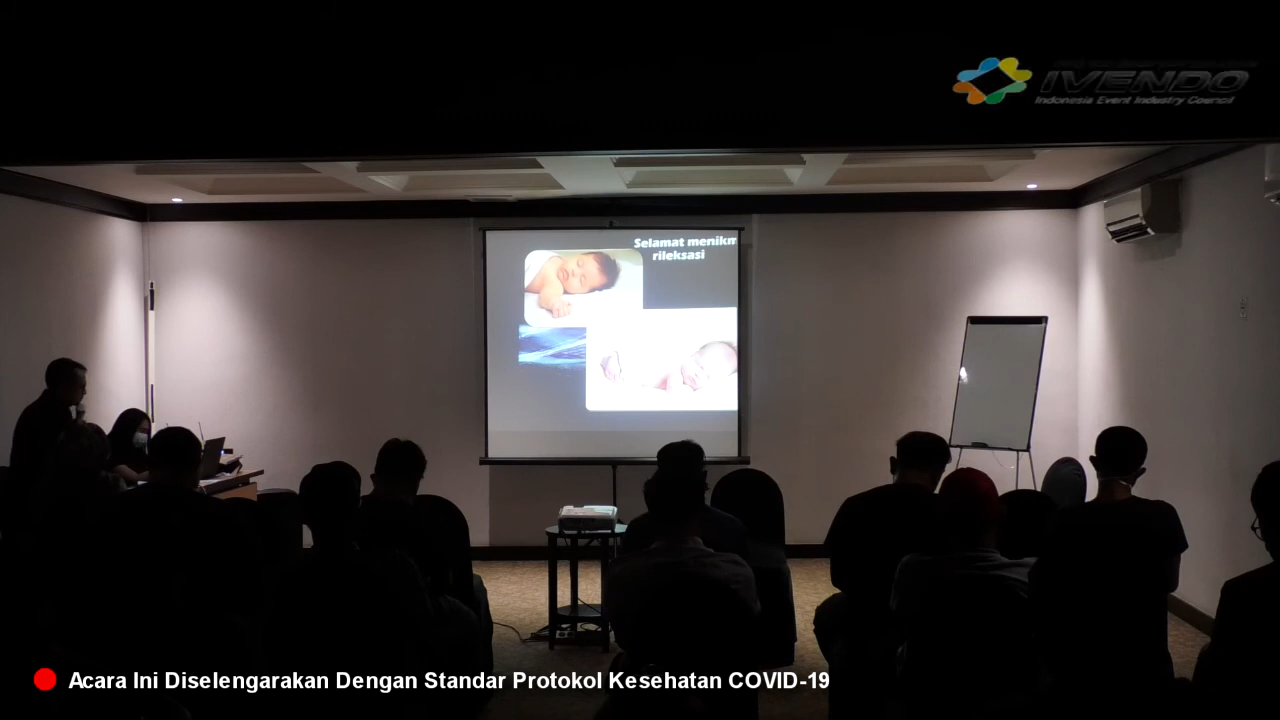 IVENDO
Indonesia Event Industry Council
Selamat menikm
rileksasi
Acara Ini Diselengarakan Dengan Standar Protokol Kesehatan COVID-19